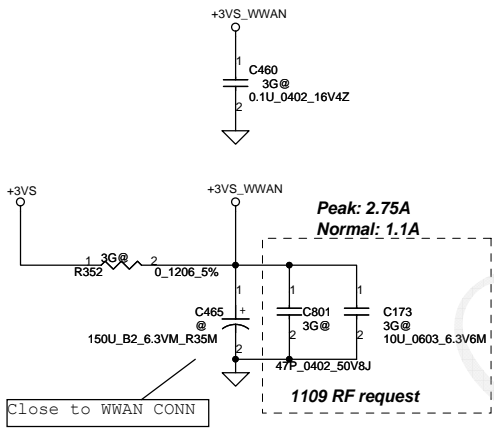 +3VS_WWAN
1
C460
3G@
0.1U_0402_16V4Z
2
+3VS
+3VS_WWAN
Peak: 2.75A
Normal: 1.1A
1 3G@ 2
R352 0_1206_5%
1 + 1 1
C465 C801 C173
@ 3G@ 3G@
150U_B2_6.3VM_R35M 10U_0603_6.3V6M
2 2 2
47P_0402_50V8J
1109 RF request
Close to WWAN CONN